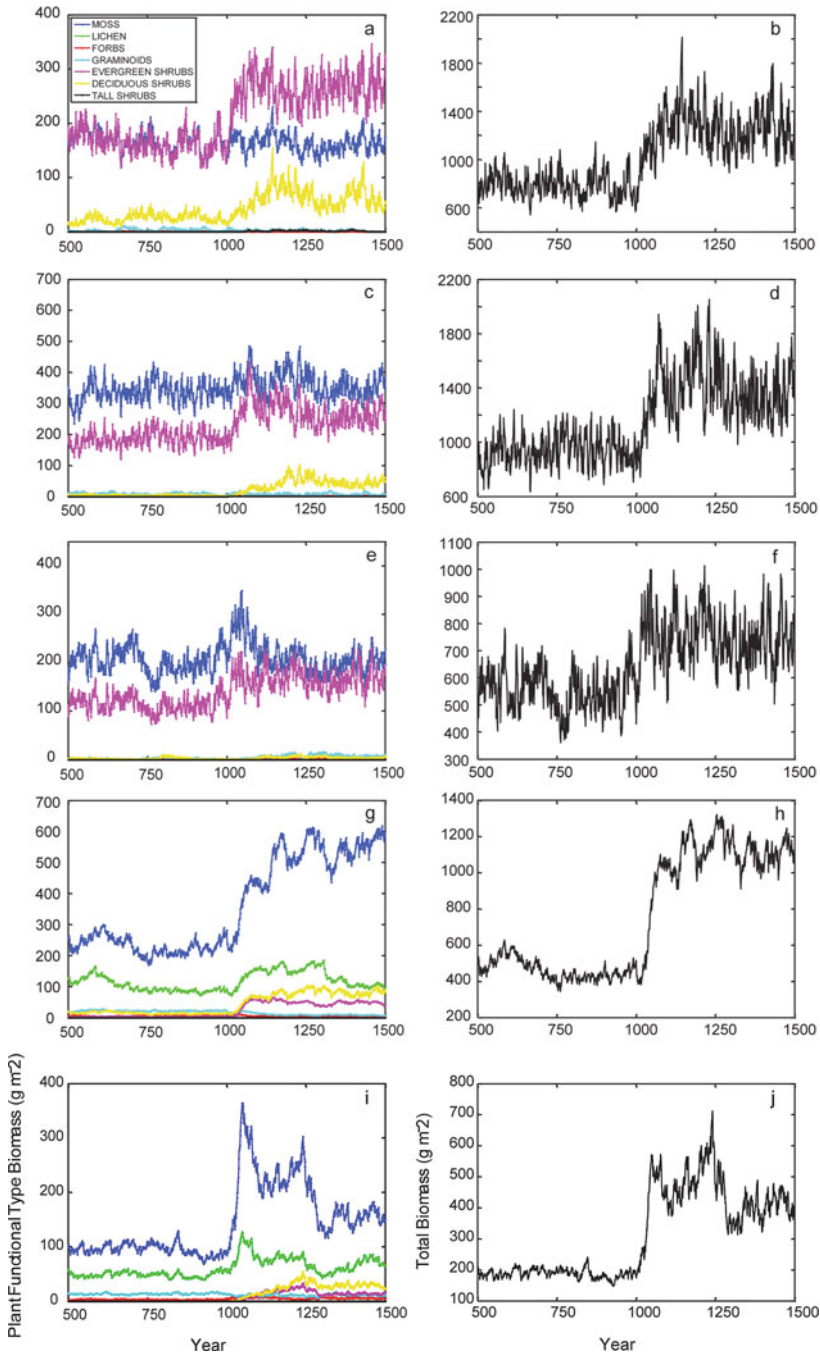 MOSS
LICHEN
FORBS
GRAMINOIDS
EVERGREEN SHRUBS
DECIDUOUS SHRUBS
TALL SHRUBS
a
400
300
200
100
0
500 750 1000 1250 1500
b
2200
1800
1400
1000
600
500 750 1000 1250 1500
c
700
600
500
400
300
200
100
0
500 750 1000 1250 1500
d
2200
1800
1400
1000
600
500 750 1000 1250 1500
e
400
300
200
100
0
500 750 1000 1250 1500
f
1100
1000
900
800
700
600
500
400
300
500 750 1000 1250 1500
g
700
600
500
400
300
200
100
0
500 750 1000 1250 1500
h
1400
1200
1000
800
600
400
200
500 750 1000 1250 1500
i
400
300
200
100
0
500 750 1000 1250 1500
j
800
700
600
500
400
300
200
100
500 750 1000 1250 1500
Plant Functional Type Biomass (g m-2)
Total Biomass (g m-2)
Year
Year